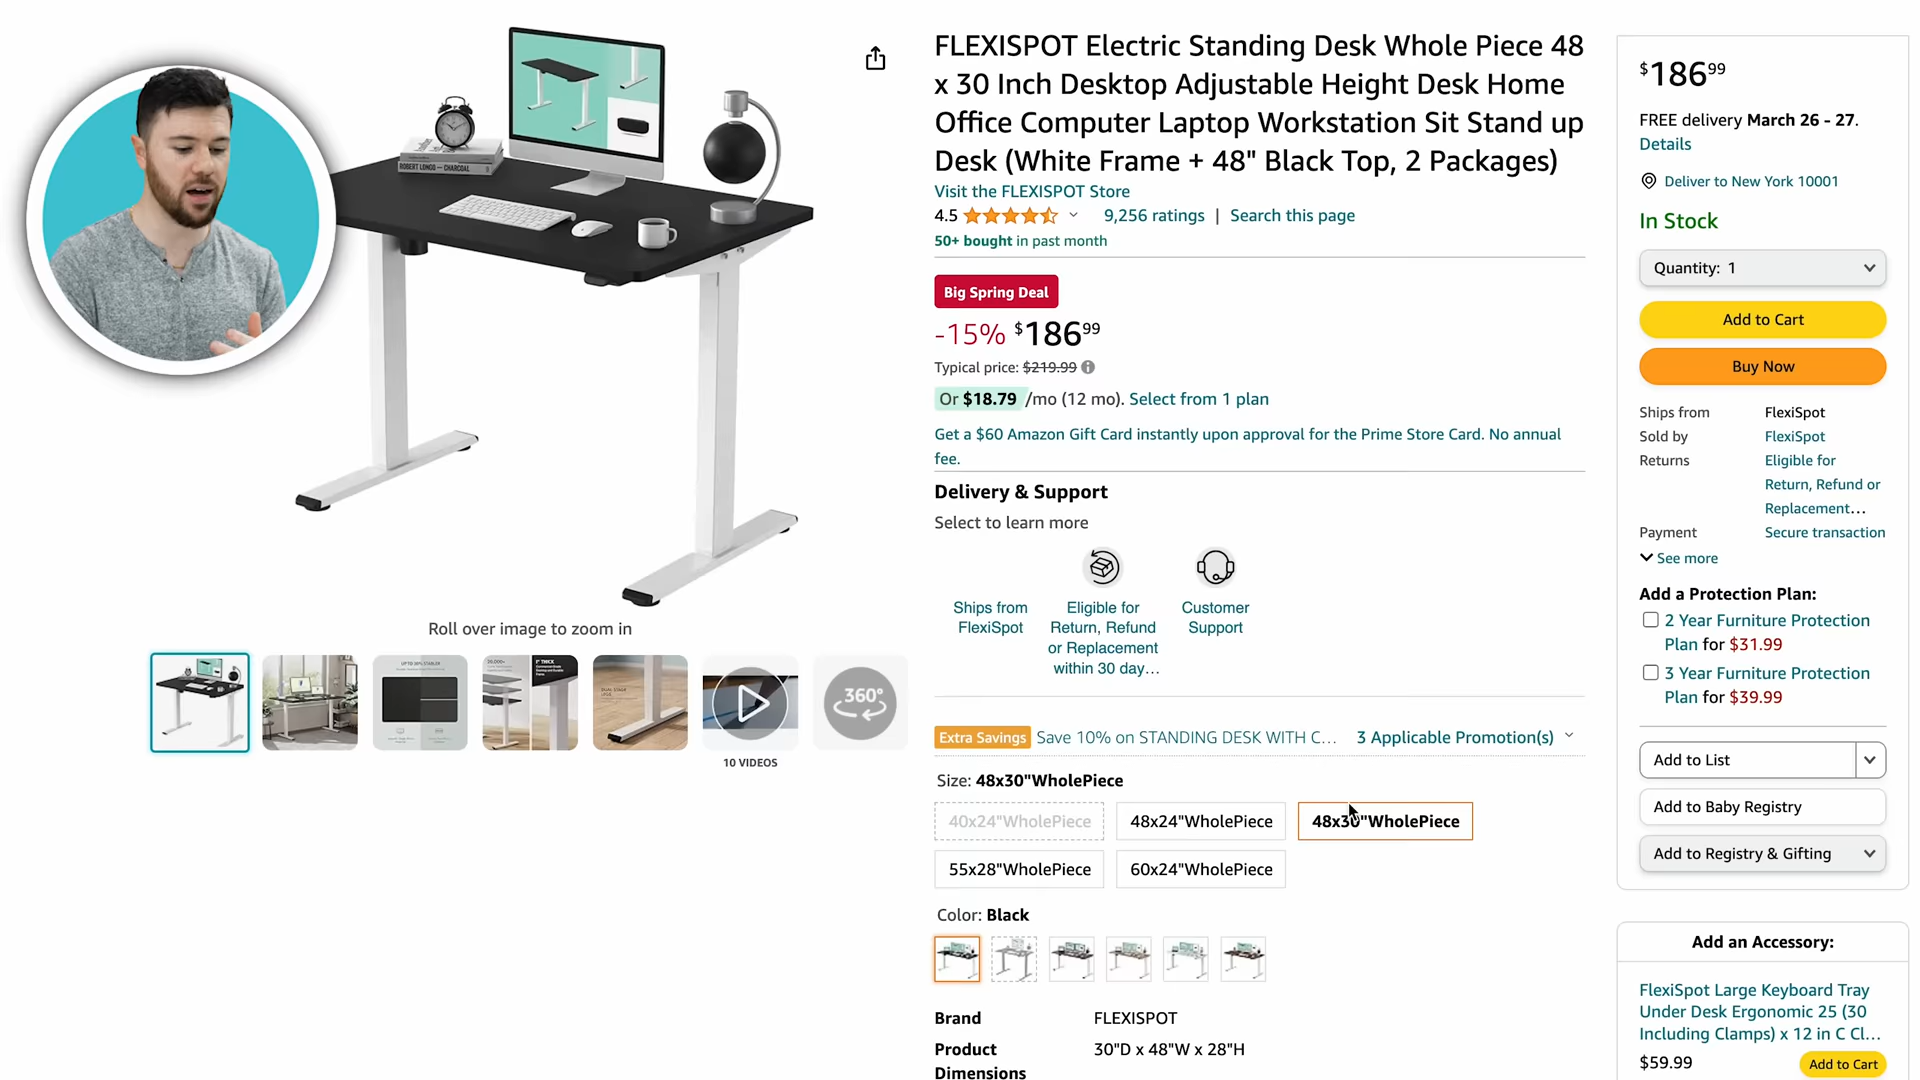 FLEXISPOT Electric Standing Desk Whole Piece 48
x 30 Inch Desktop Adjustable Height Desk Home
Office Computer Laptop Workstation Sit Stand up
Desk (White Frame + 48" Black Top, 2 Packages)
Visit the FLEXISPOT Store
4.5
9,256 ratings | Search this page
50+ bought in past month
Big Spring Deal
-15% $186 99
Typical price: $219.99
Or $18.79 /mo (12 mo). Select from 1 plan
Get a $60 Amazon Gift Card instantly upon approval for the Prime Store Card. No annual
fee.
Delivery & Support
Select to learn more
Ships from
FlexiSpot
Eligible for
Return, Refund
or Replacement
within 30 day…
Customer
Support
Extra Savings Save 10% on STANDING DESK WITH C… 3 Applicable Promotion(s)
Size: 48x30"WholePiece
40x24"WholePiece
48x24"WholePiece
48x30"WholePiece
55x28"WholePiece
60x24"WholePiece
Color: Black
Brand FLEXISPOT
Product 30"D x 48"W x 28"H
Dimensions
ROBERT LONGO – CHARCOAL
Roll over image to zoom in
360°
10 VIDEOS
$186 99
FREE delivery March 26 - 27.
Details
Deliver to New York 10001
In Stock
Quantity: 1
Add to Cart
Buy Now
Ships from FlexiSpot
Sold by FlexiSpot
Returns Eligible for
Return, Refund or
Replacement…
Payment Secure transaction
See more
Add a Protection Plan:
2 Year Furniture Protection
Plan for $31.99
3 Year Furniture Protection
Plan for $39.99
Add to List
Add to Baby Registry
Add to Registry & Gifting
Add an Accessory:
FlexiSpot Large Keyboard Tray
Under Desk Ergonomic 25 (30
Including Clamps) x 12 in C Cl…
$59.99
Add to Cart